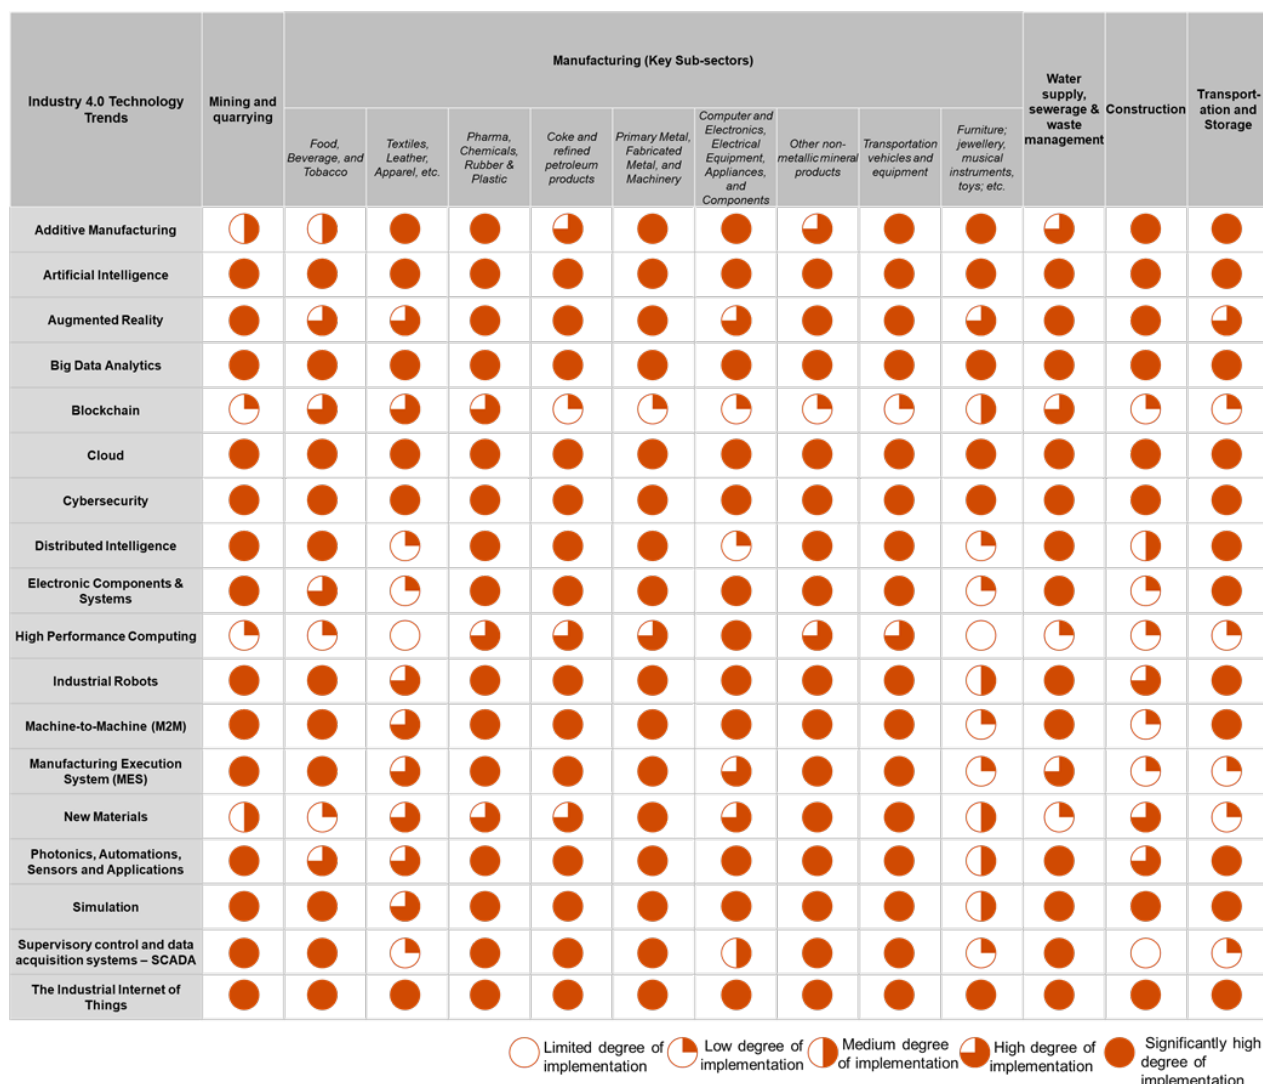 Industry 4.0 Technology
Trends
Mining and
quarrying
Manufacturing (Key Sub-sectors)
Food,
Beverage, and
Tobacco
Textiles,
Leather,
Apparel, etc.
Pharma,
Chemicals,
Rubber &
Plastic
Coke and
refined
petroleum
products
Primary Metal,
Fabricated
Metal, and
Machinery
Computer and
Electronics,
Electrical
Equipment,
Appliances,
and
Components
Other non-
metallic mineral
products
Transportation
vehicles and
equipment
Furniture;
jewellery,
musical
instruments,
toys; etc.
Water
supply,
sewerage &
waste
management
Construction
Transport-
ation and
Storage
Additive Manufacturing
Artificial Intelligence
Augmented Reality
Big Data Analytics
Blockchain
Cloud
Cybersecurity
Distributed Intelligence
Electronic Components &
Systems
High Performance Computing
Industrial Robots
Machine-to-Machine (M2M)
Manufacturing Execution
System (MES)
New Materials
Photonics, Automations,
Sensors and Applications
Simulation
Supervisory control and data
acquisition systems – SCADA
The Industrial Internet of
Things
Limited degree of
implementation
Low degree of
implementation
Medium degree
of implementation
High degree of
implementation
Significantly high
degree of
implementation